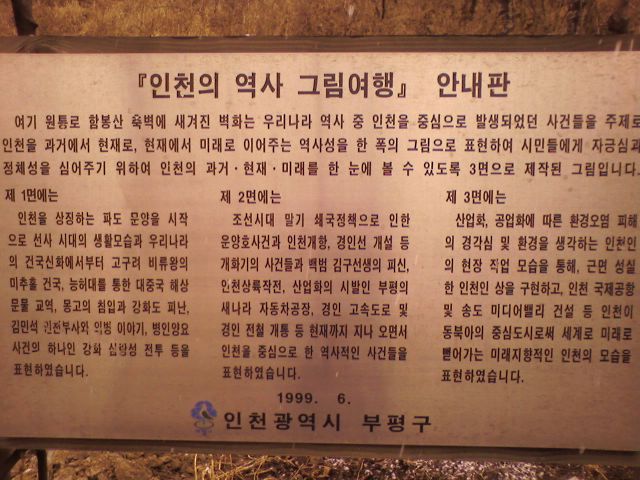 『인천의 역사 그림여행』 안내판
여기 원통로 함봉산 옥벽에 새겨진 벽화는 우리나라 역사 중 인천을 중심으로 발생되었던 사건들을 주제로
인천을 과거에서 현재로, 현재에서 미래로 이어주는 역사성을 한 폭의 그림으로 표현하여 시민들에게 자긍심과
정체성을 심어주기 위하여 인천의 과거·현재·미래를 한 눈에 볼 수 있도록 3면으로 제작된 그림입니다.
제 1면에는
인천을 상징하는 파도 문양을 시작
으로 선사 시대의 생활모습과 우리나라
의 건국신화에서부터 고구려 비류왕의
미추홀 건국, 능허대를 통한 대중국 해상
문물 교역, 몽고의 침입과 강화도 피난,
김민석 이야기, 병인양요
사건의 하나인 강화 전투 등을
표현하였습니다.
제 2면에는
조선시대 말기 쇄국정책으로 인한
운양호사건과 인천개항, 경인선 개설 등
개화기의 사건들과 백범 김구선생의 피신,
인천상륙작전, 산업화의 시발인 부평의
새나라 자동차공장, 경인 고속도로 및
경인 전철 개통 등 현재까지 지나 오면서
인천을 중심으로 한 역사적인 사건들을
표현하였습니다.
제 3면에는
산업화, 공업화에 따른 환경오염 피해
의 경각심 및 환경을 생각하는 인천인
의 현장 직업 모습을 통해, 근면 성실
한 인천인 상을 구현하고, 인천 국제공항
및 송도 미디어밸리 건설 등 인천이
동북아의 중심도시로써 세계로 미래로
뻗어가는 미래지향적인 인천의 모습을
표현하였습니다.
1999. 6.
인천광역시 부평구